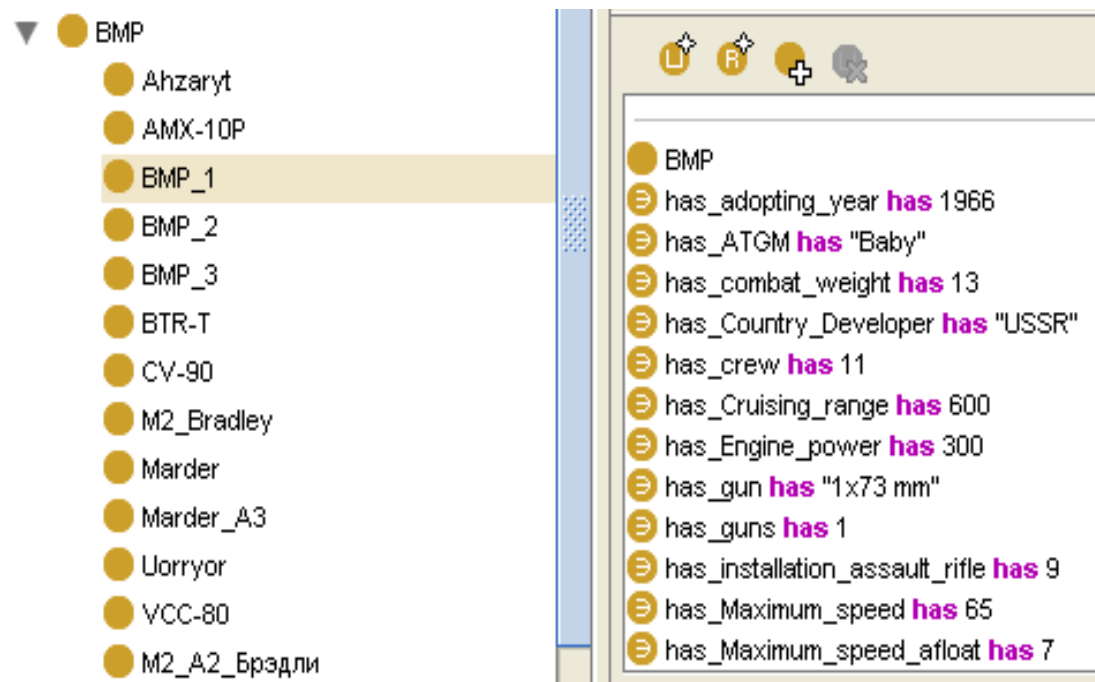 BMP
Ahzaryt
AMX-10P
BMP_1
BMP_2
BMP_3
BTR-T
CV-90
M2_Bradley
Marder
Marder_A3
Uorryor
VCC-80
M2_A2_Брэдли
BMP
has_adopting_year has 1966
has_ATGM has "Baby"
has_combat_weight has 13
has_Country_Developer has "USSR"
has_crew has 11
has_Cruising_range has 600
has_Engine_power has 300
has_gun has "1x73 mm"
has_guns has 1
has_installation_assault_rifle has 9
has_Maximum_speed has 65
has_Maximum_speed_afloat has 7